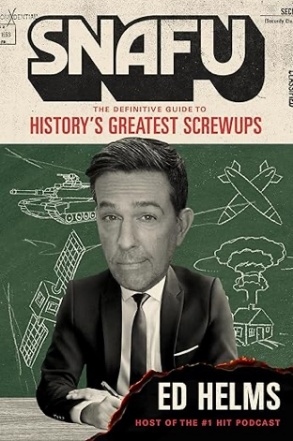 SNAFU
THE DEFINITIVE GUIDE TO
HISTORY'S GREATEST SCREWUPS
ED HELMS
HOST OF THE #1 HIT PODCAST